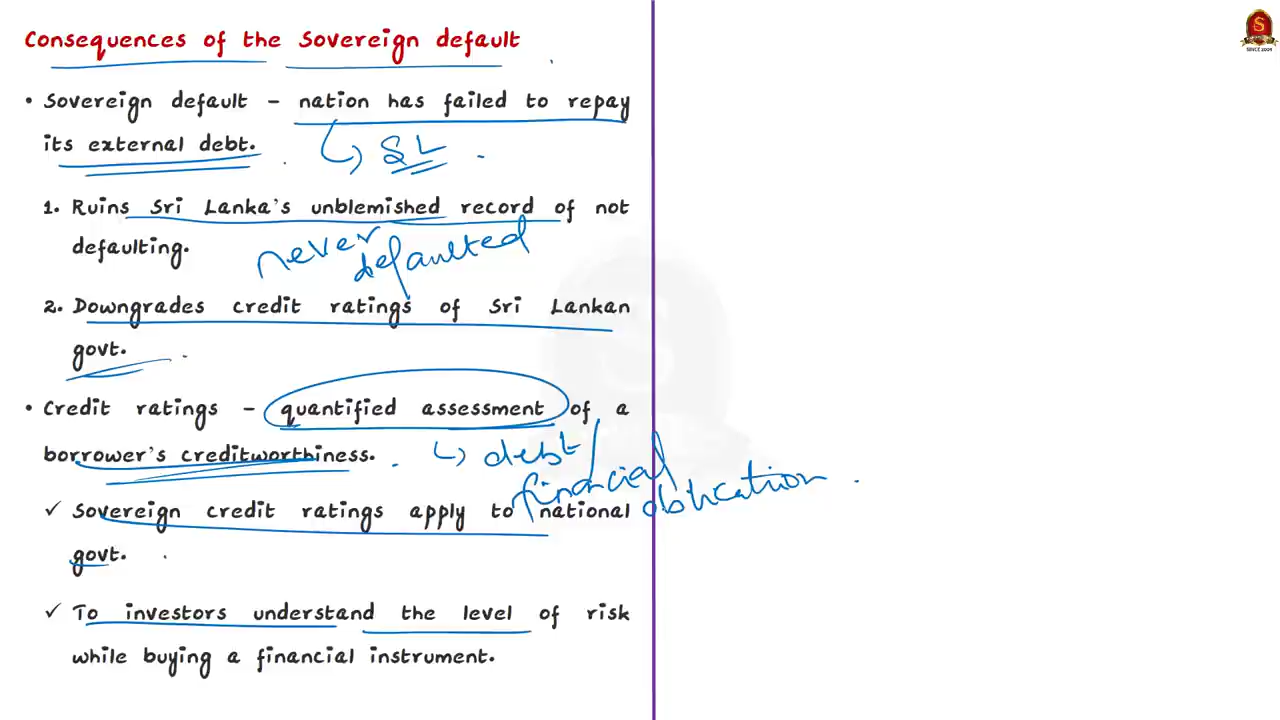 Consequences of the Sovereign default
• Sovereign default - nation has failed to repay
its external debt.
↳ SL
1. Ruins Sri Lanka's unblemished record of not
defaulting.
never defaulted
2. Downgrades credit ratings of Sri Lankan
govt.
• Credit ratings - quantified assessment of a
borrower's creditworthiness.
↳ debt /
financial
obligation
✓ Sovereign credit ratings apply to national
govt.
✓ To investors understand the level of risk
while buying a financial instrument.
S
SINCE 2004